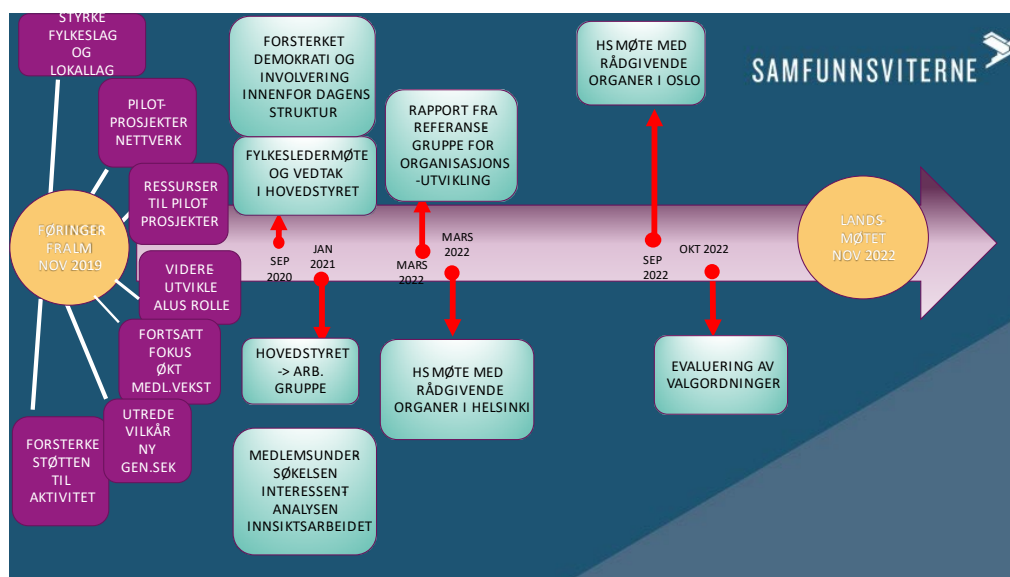 STYRKE
FYLKESLAG
OG
LOKALLAG
PILOT-
PROSJEKTER
NETTVERK
RESSURSER
TIL PILOT-
PROSJEKTER
FØRINGER
FRA LM
NOV 2019
VIDERE
UTVIKLE
ALUS ROLLE
FORTSATT
FOKUS
ØKT
MEDL.VEKST
UTREDE
VILKÅR
NY
GEN.SEK
FORSTERKE
STØTTEN
TIL
AKTIVITET
FORSTERKET
DEMOKRATI OG
INVOLVERING
INNENFOR DAGENS
STRUKTUR
FYLKESLEDERMØTE
OG VEDTAK
I HOVEDSTYRET
SEP
2020
JAN
2021
HOVEDSTYRET
-> ARB.
GRUPPE
MEDLEMSUNDER
SØKELSEN
INTERESSENT-
ANALYSEN
INNSIKTSARBEIDET
RAPPORT FRA
REFERANSE
GRUPPE FOR
ORGANISASJONS
-UTVIKLING
MARS
2022
MARS
2022
HS MØTE MED
RÅDGIVENDE
ORGANER I HELSINKI
HS MØTE MED
RÅDGIVENDE
ORGANER I OSLO
SEP
2022
OKT 2022
EVALUERING AV
VALGORDNINGER
SAMFUNNSVITERNE
LANDS-
MØTET
NOV 2022